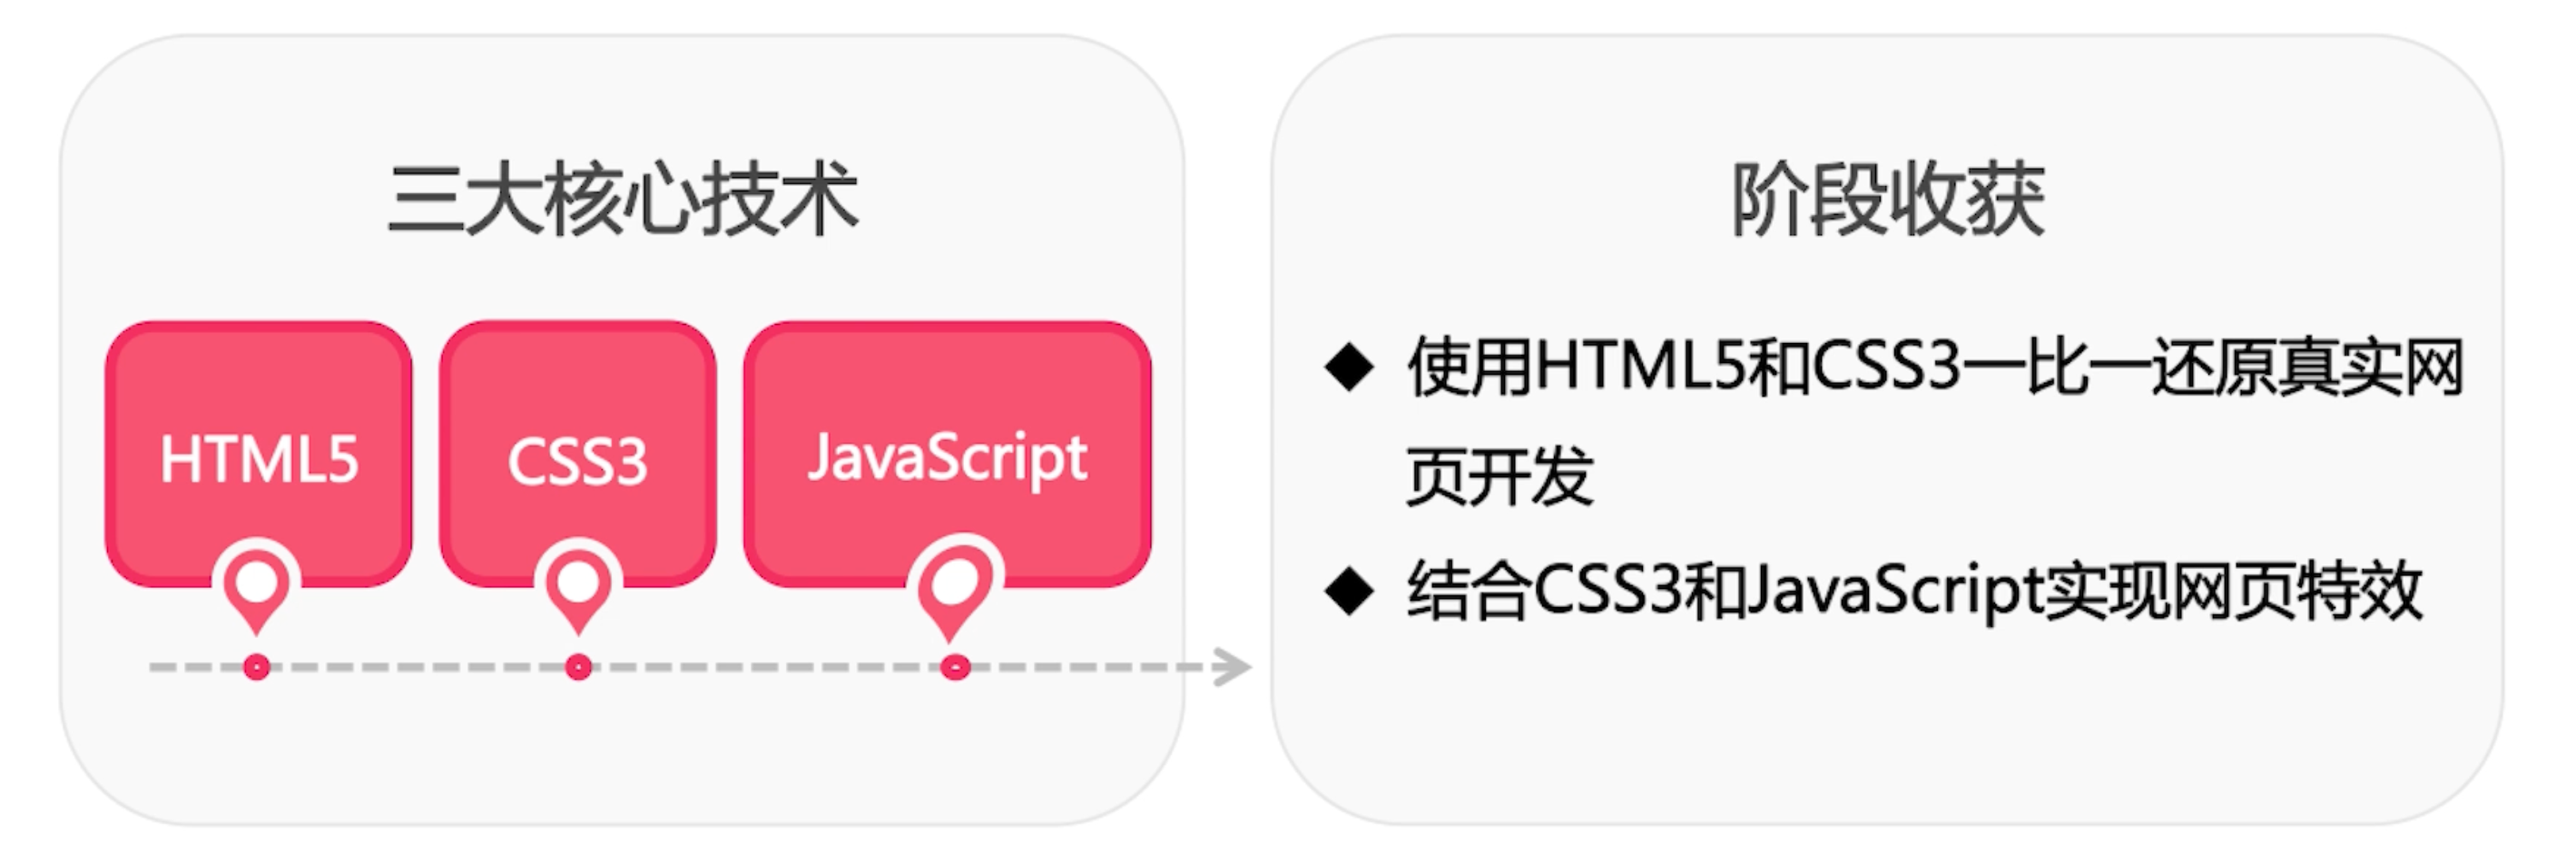 三大核心技术
HTML5
CSS3
JavaScript
阶段收获
◆ 使用HTML5和CSS3一比一还原真实网
页开发
◆ 结合CSS3和JavaScript实现网页特效